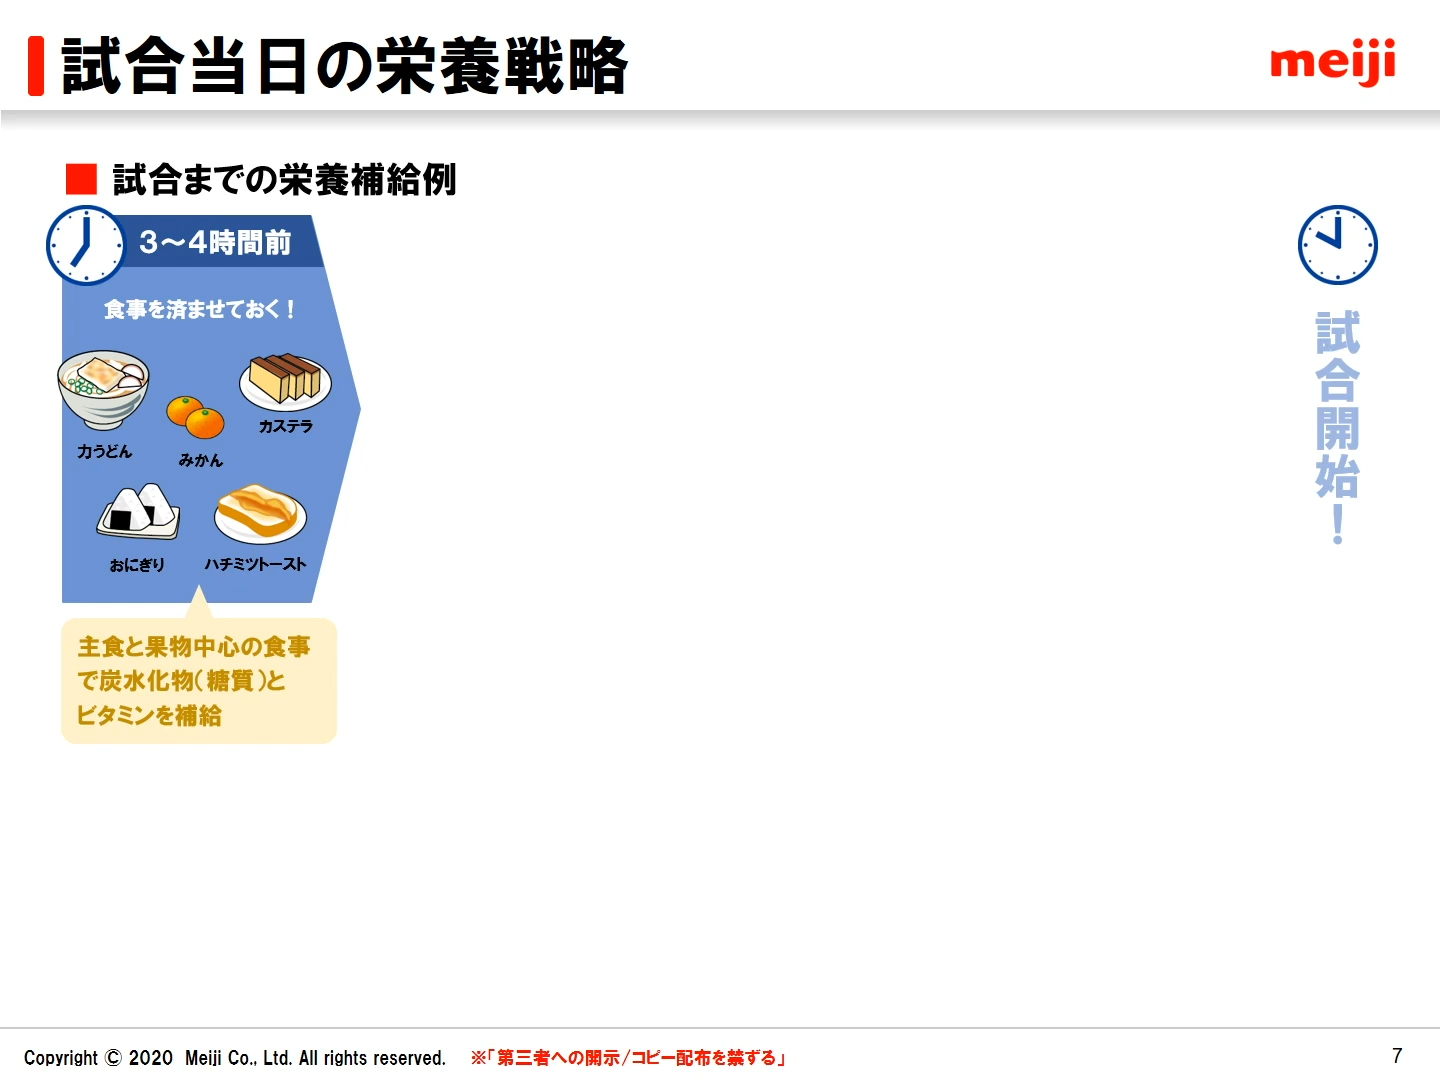 試合当日の栄養戦略
meiji
■ 試合までの栄養補給例
3～4時間前
食事を済ませておく！
力うどん
みかん
カステラ
おにぎり
ハチミツトースト
主食と果物中心の食事
で炭水化物（糖質）と
ビタミンを補給
試合開始！
Copyright © 2020 Meiji Co., Ltd. All rights reserved.
※「第三者への開示/コピー配布を禁ずる」
7